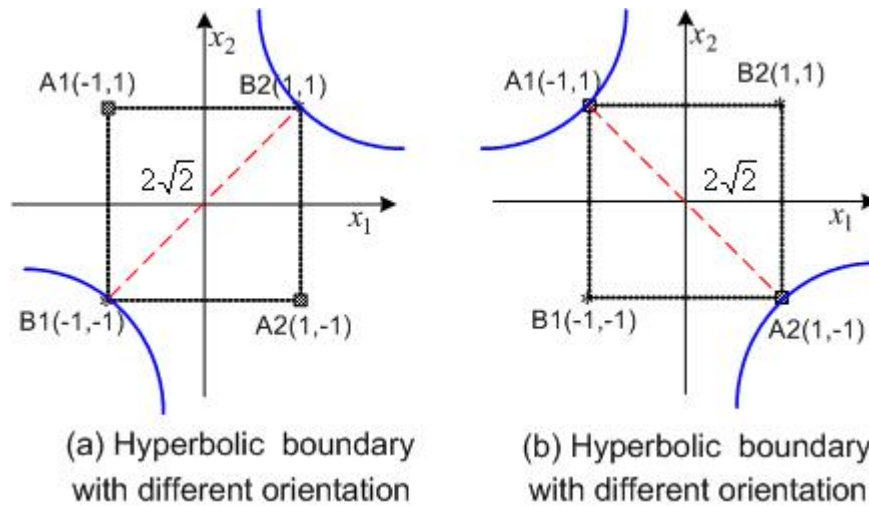 x₂
A1(-1,1)
B2(1,1)
2√2
x₁
B1(-1,-1)
A2(1,-1)
(a) Hyperbolic boundary
with different orientation
x₂
A1(-1,1)
B2(1,1)
2√2
x₁
B1(-1,-1)
A2(1,-1)
(b) Hyperbolic boundary
with different orientation